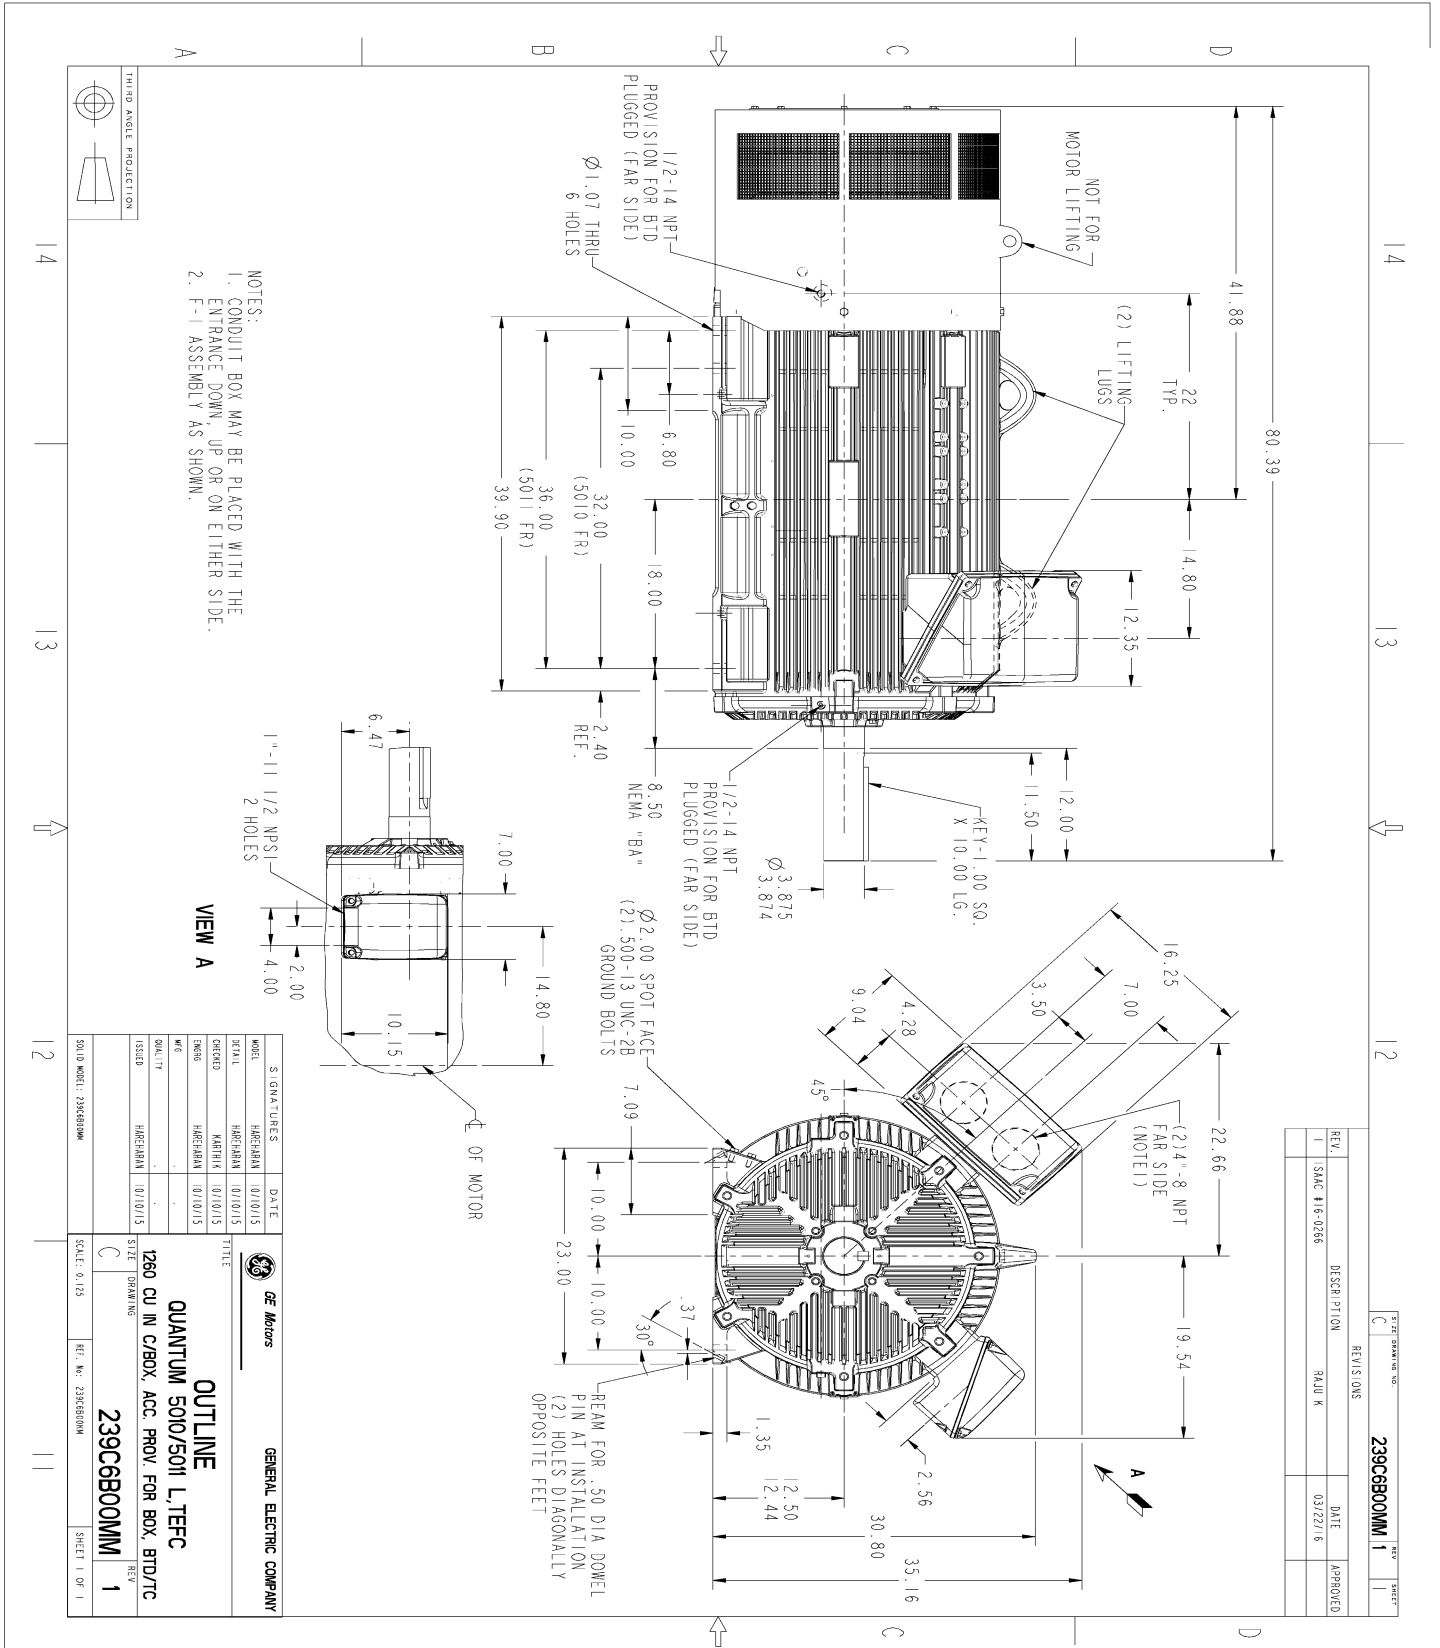 14
13
12
11
D
C
B
A
SIZE
DRAWING NO.
REV
SHEET
C
239C6B00MM
1
1
REVISIONS
REV.
DESCRIPTION
DATE
APPROVED
1
ISAAC #16-0266
RAJU K
03/22/16
80.39
41.88
22
TYP.
14.80
12.35
NOT FOR
MOTOR LIFTING
(2) LIFTING
LUGS
12.00
11.50
KEY-1.00 SQ.
X 10.00 LG.
Ø 3.875
3.874
1/2-14 NPT
PROVISION FOR BTD
PLUGGED (FAR SIDE)
8.50
NEMA "BA"
1/2-14 NPT
PROVISION FOR BTD
PLUGGED (FAR SIDE)
Ø1.07 THRU
6 HOLES
6.80
10.00
18.00
32.00
(5010 FR)
36.00
(5011 FR)
39.90
2.40
REF.
22.66
19.54
16.25
7.00
3.50
4.28
9.04
45°
(2)4"-8 NPT
FAR SIDE
(NOTE1)
A
2.56
35.16
30.80
12.50
12.44
1.35
Ø2.00 SPOT FACE
(2).500-13 UNC-2B
GROUND BOLTS
7.09
10.00
10.00
23.00
.37
30°
REAM FOR .50 DIA DOWEL
PIN AT INSTALLATION
(2) HOLES DIAGONALLY
OPPOSITE FEET
7.00
14.80
6.47
10.15
1"-11 1/2 NPSI
2 HOLES
2.00
4.00
℄ OF MOTOR
VIEW A
NOTES:
1. CONDUIT BOX MAY BE PLACED WITH THE
ENTRANCE DOWN, UP OR ON EITHER SIDE.
2. F-1 ASSEMBLY AS SHOWN.
THIRD ANGLE PROJECTION
SIGNATURES
DATE
MODEL HAREHARAN 10/10/15
DETAIL HAREHARAN 10/10/15
CHECKED KARTHIK 10/10/15
ENGRG HAREHARAN 10/10/15
MFG . .
QUALITY . .
ISSUED HAREHARAN 10/10/15
SOLID MODEL: 239C6B00MM
GE Motors
GENERAL ELECTRIC COMPANY
TITLE
OUTLINE
QUANTUM 5010/5011 L,TEFC
1260 CU IN C/BOX, ACC. PROV. FOR BOX, BTD/TC
SIZE
DRAWING
REV
C
239C6B00MM
1
SCALE: 0.125
REF. No: 239C6B00KM
SHEET 1 OF 1
A
B
C
D
14
13
12
11
C
D